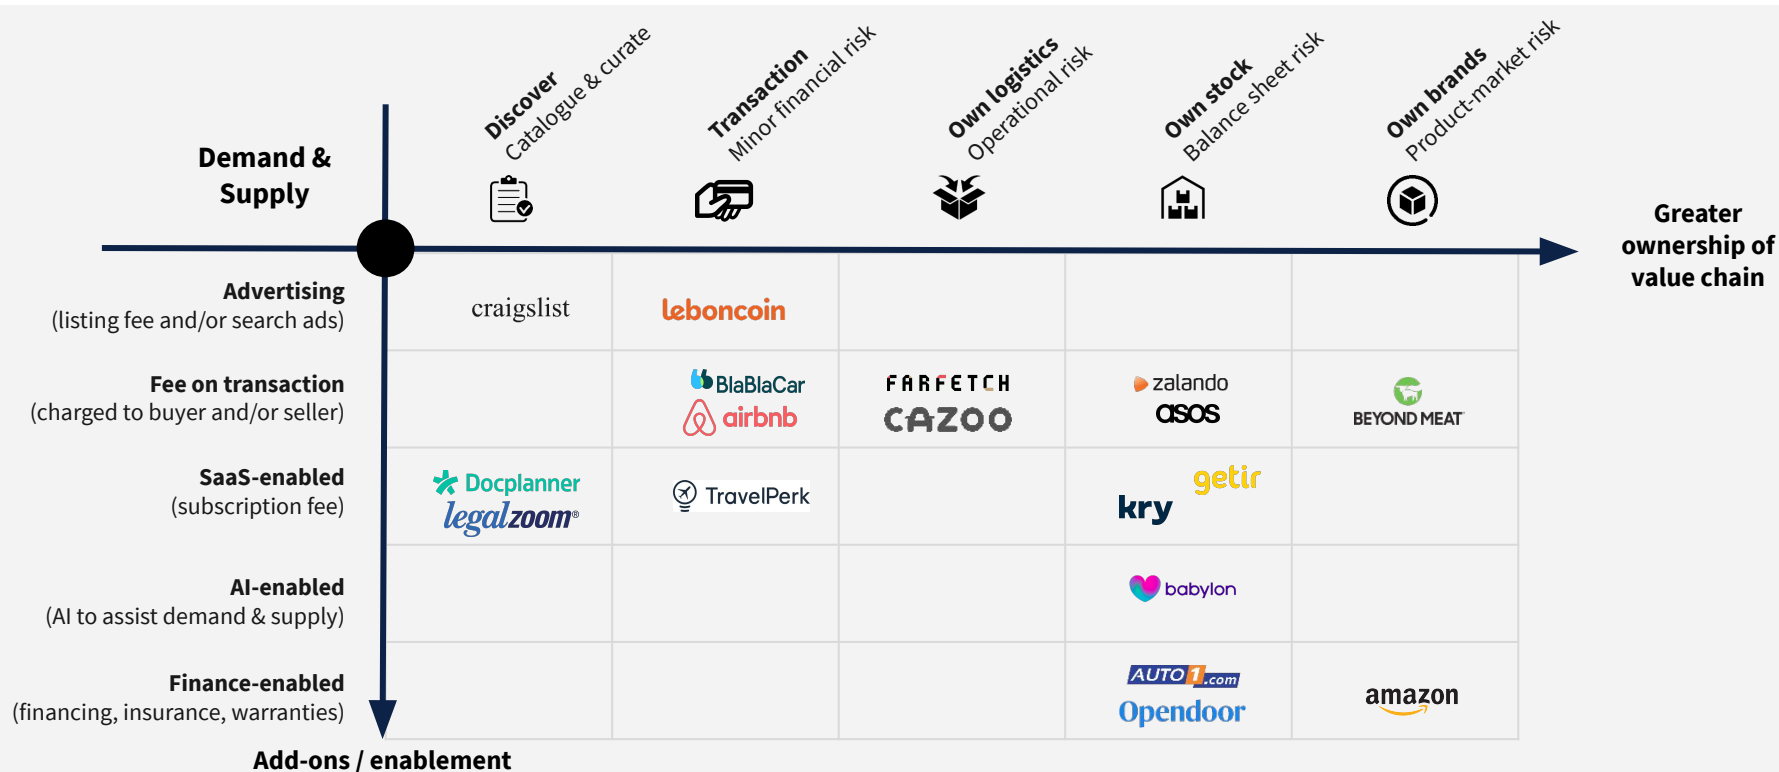 Discover
Catalogue & curate
Transaction
Minor financial risk
Own logistics
Operational risk
Own stock
Balance sheet risk
Own brands
Product-market risk
Demand &
Supply
Greater
ownership of
value chain
Advertising
(listing fee and/or search ads)
craigslist
leboncoin
Fee on transaction
(charged to buyer and/or seller)
BlaBlaCar
airbnb
FARFETCH
CAZOO
zalando
asos
BEYOND MEAT
SaaS-enabled
(subscription fee)
Docplanner
legalzoom®
TravelPerk
getir
kry
AI-enabled
(AI to assist demand & supply)
babylon
Finance-enabled
(financing, insurance, warranties)
AUTO1.com
Opendoor
amazon
Add-ons / enablement